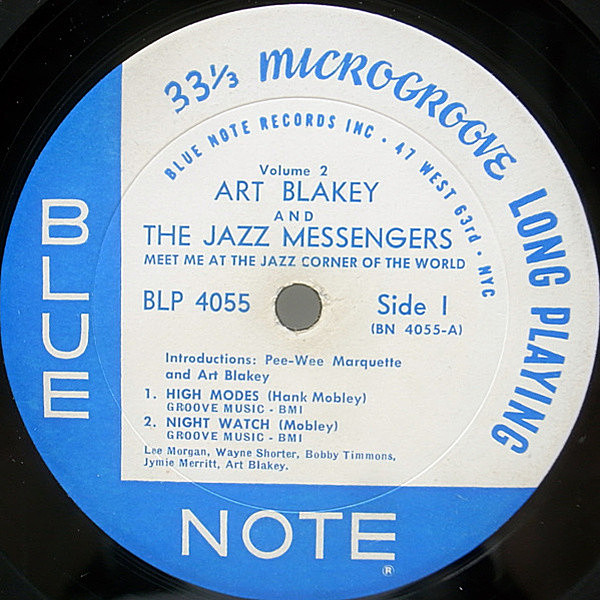 33⅓ MICROGROOVE LONG PLAYING
BLUE NOTE RECORDS INC · 47 WEST 63rd · NYC
Volume 2
ART BLAKEY
AND
THE JAZZ MESSENGERS
MEET ME AT THE JAZZ CORNER OF THE WORLD
BLP 4055 Side 1
(BN 4055-A)
Introductions: Pee-Wee Marquette
and Art Blakey
1. HIGH MODES (Hank Mobley)
GROOVE MUSIC - BMI
2. NIGHT WATCH (Mobley)
GROOVE MUSIC - BMI
Lee Morgan, Wayne Shorter, Bobby Timmons,
Jymie Merritt, Art Blakey.
BLUE
NOTE
®